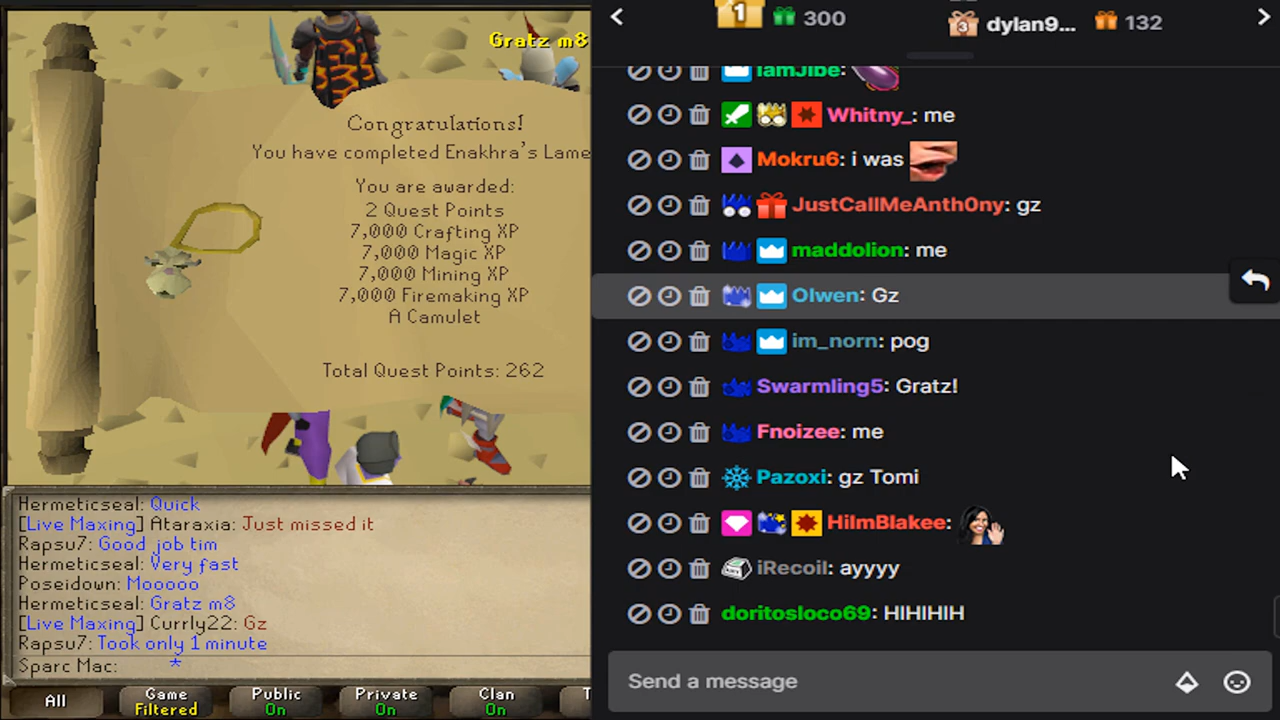 Gratz m8
Congratulations!
You have completed Enakhra's Lame
You are awarded:
2 Quest Points
7,000 Crafting XP
7,000 Magic XP
7,000 Mining XP
7,000 Firemaking XP
A Camulet
Total Quest Points: 262
Hermeticseal: Quick
[Live Maxing] Ataraxia: Just missed it
Rapsu7: Good job tim
Hermeticseal: Very fast
Poseidown: Mooooo
Hermeticseal: Gratz m8
[Live Maxing] Currly22: Gz
Rapsu7: Took only 1 minute
Sparc Mac: *
All
Game
Filtered
Public
On
Private
On
Clan
On
T
1 300
3 dylan9... 132
IamJibe:
Whitny_: me
Mokru6: i was
JustCallMeAnth0ny: gz
maddolion: me
Olwen: Gz
im_norn: pog
Swarmling5: Gratz!
Fnoizee: me
Pazoxi: gz Tomi
HilmBlakee:
iRecoil: ayyyy
doritosloco69: HIHIHIH
Send a message